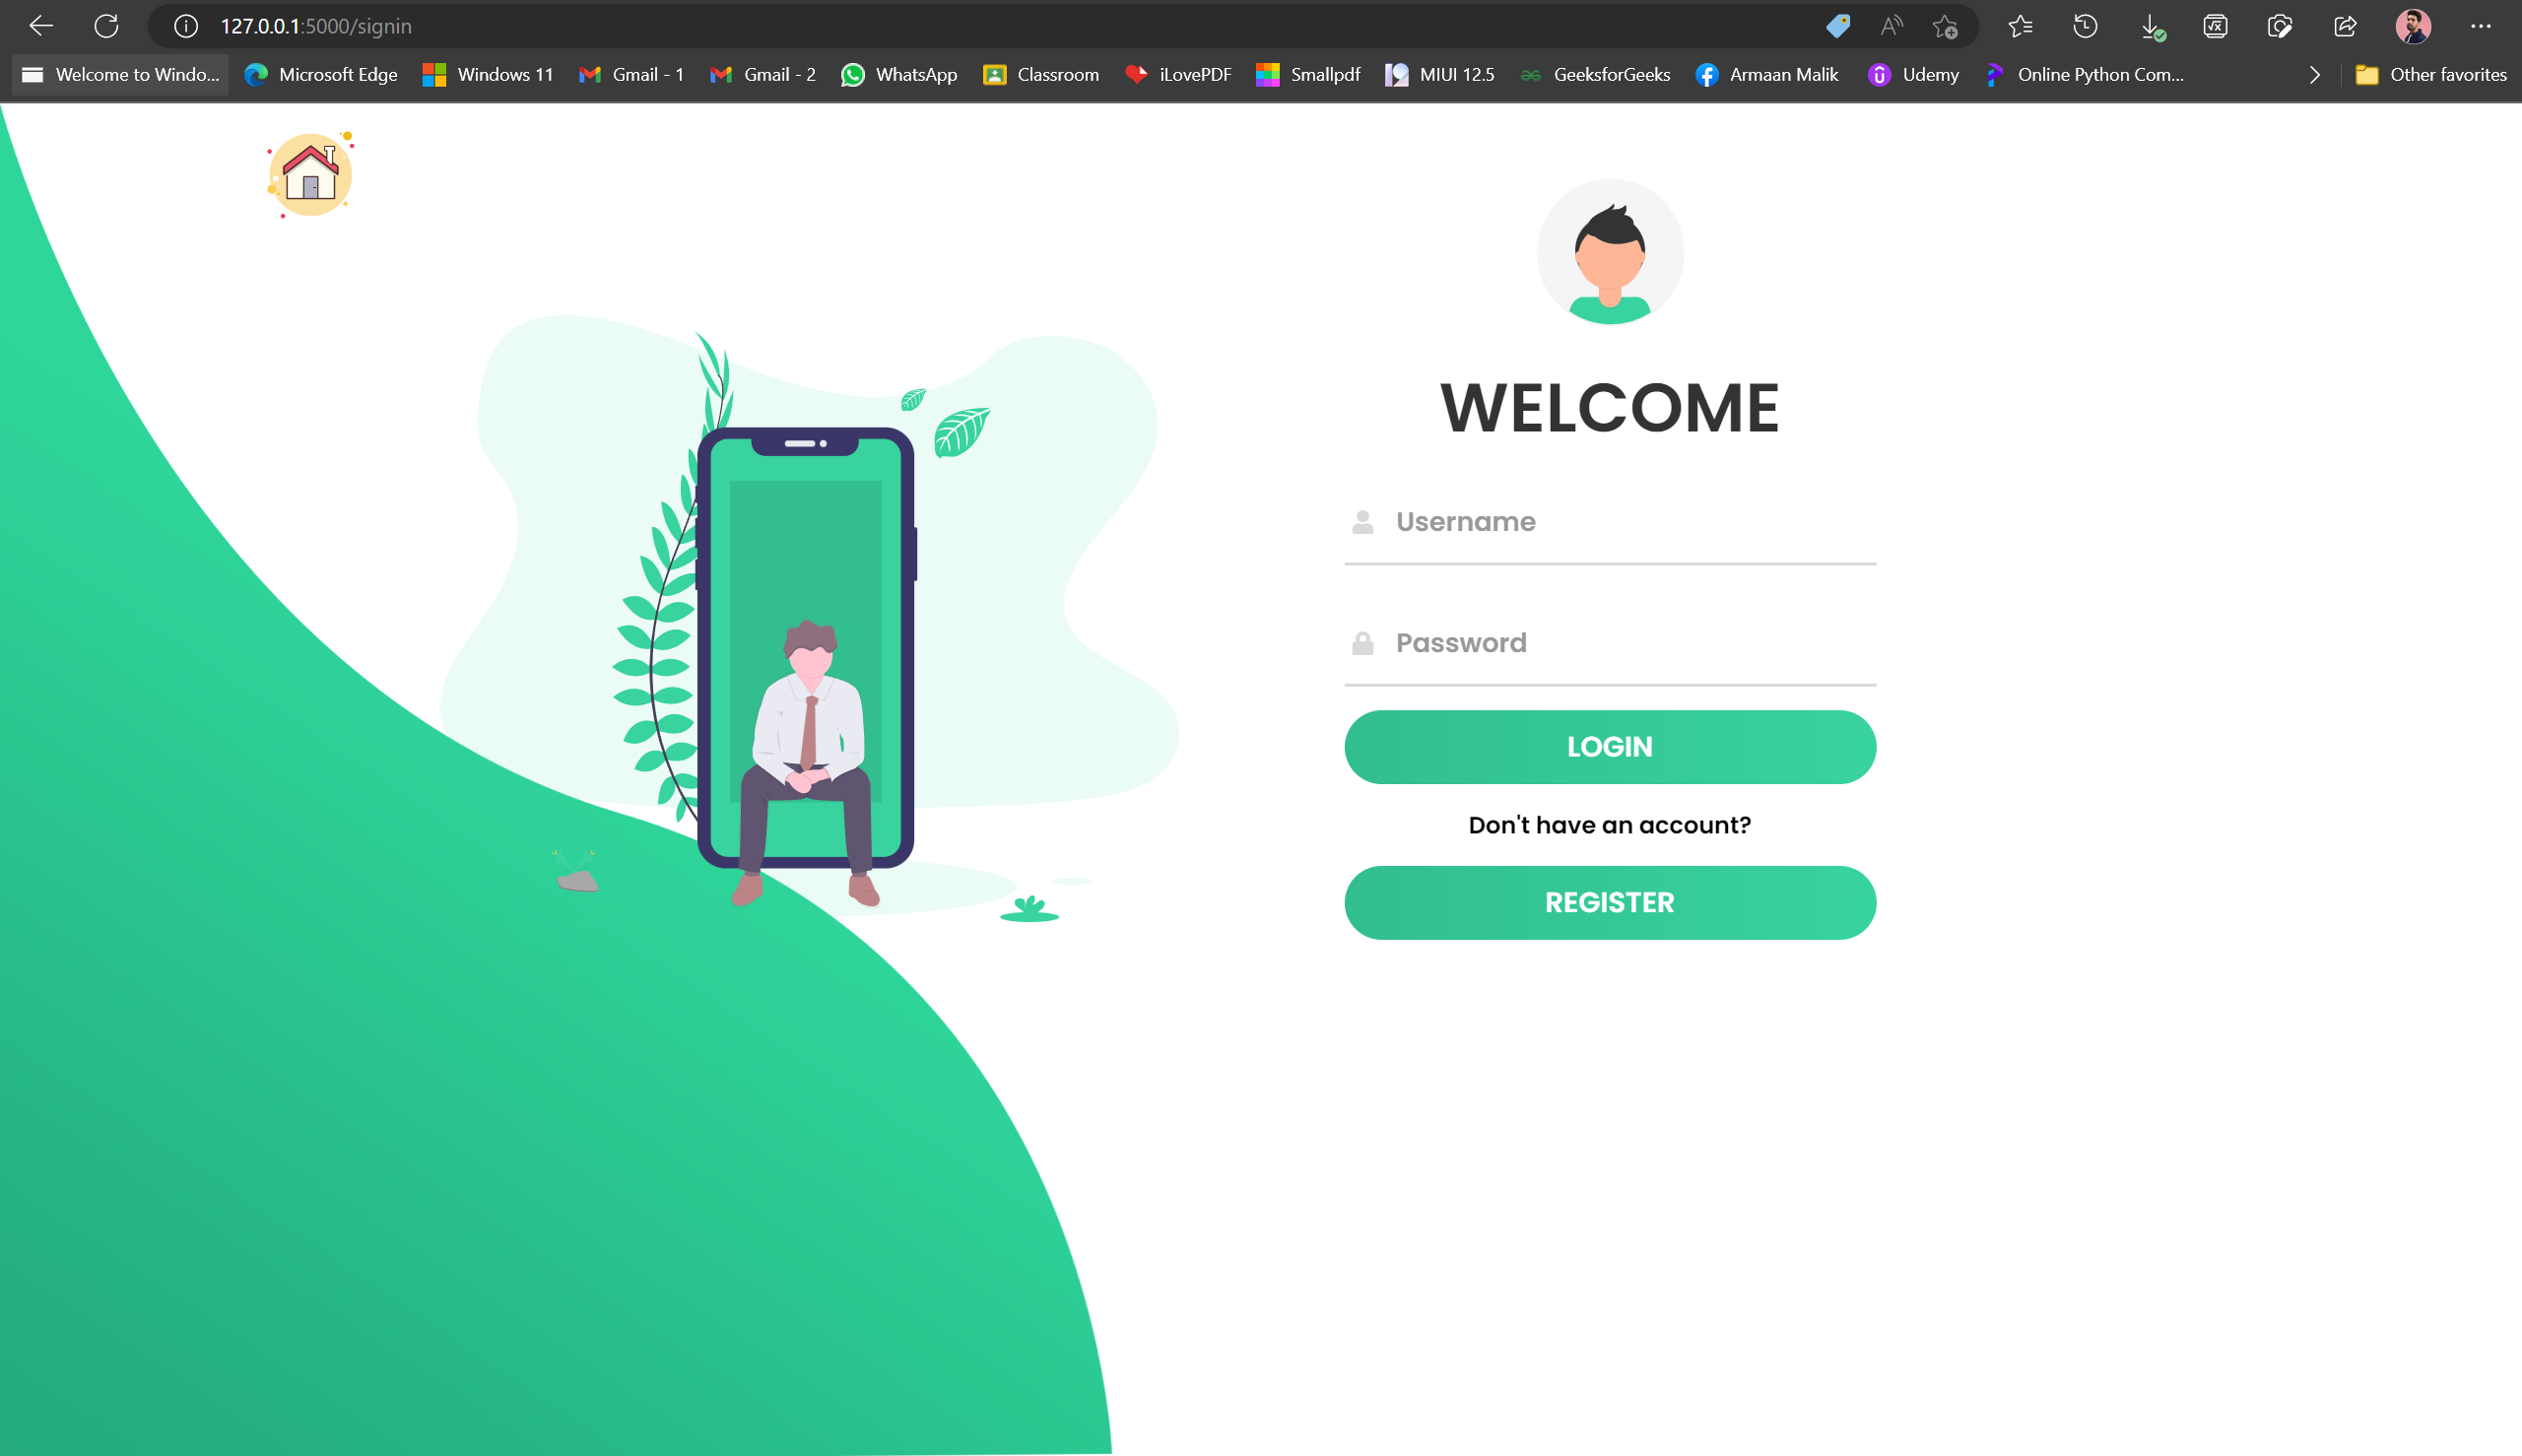 127.0.0.1:5000/signin
Welcome to Windo... Microsoft Edge Windows 11 Gmail - 1 Gmail - 2 WhatsApp Classroom iLovePDF Smallpdf MIUI 12.5 GeeksforGeeks Armaan Malik Udemy Online Python Com... Other favorites
WELCOME
Username
Password
LOGIN
Don't have an account?
REGISTER